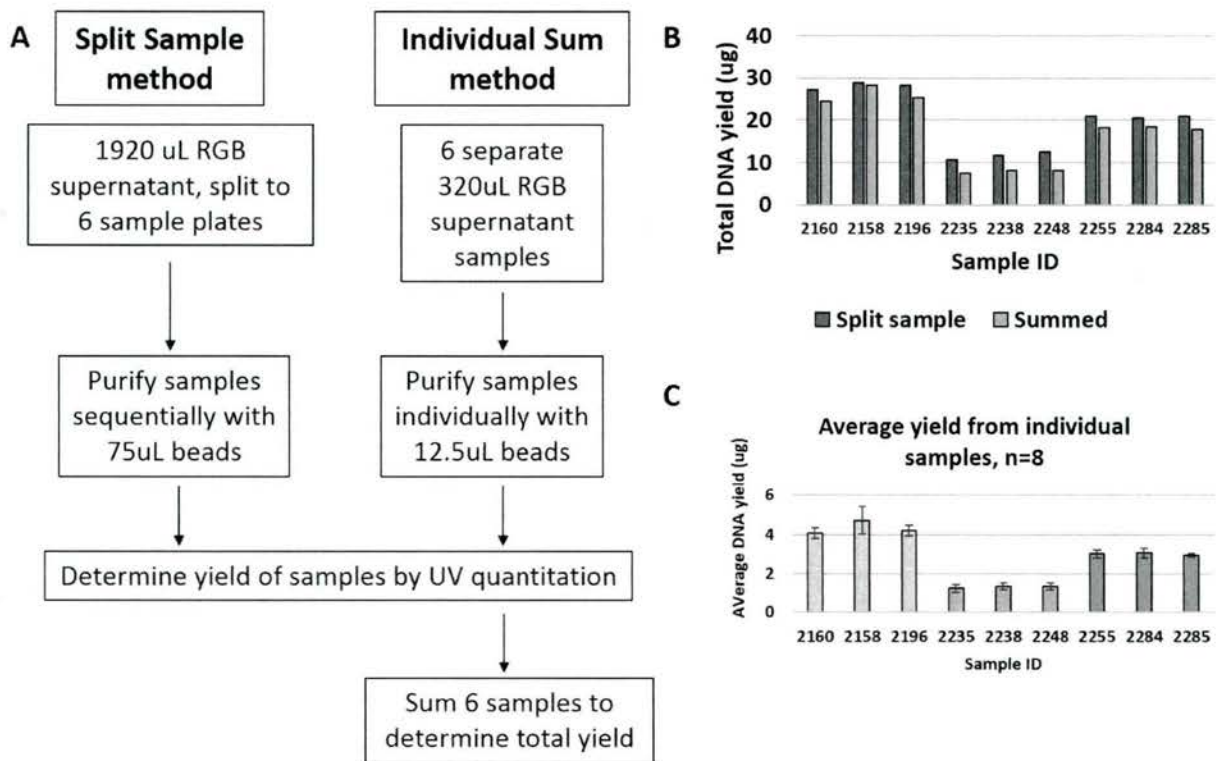 A
Split Sample
method
1920 uL RGB
supernatant, split to
6 sample plates
Purify samples
sequentially with
75uL beads
Individual Sum
method
6 separate
320uL RGB
supernatant
samples
Purify samples
individually with
12.5uL beads
Determine yield of samples by UV quantitation
Sum 6 samples to
determine total yield
B
Total DNA yield (ug)
40
30
20
10
0
2160 2158 2196 2235 2238 2248 2255 2284 2285
Sample ID
Split sample Summed
C
Average yield from individual
samples, n=8
AVerage DNA yield (ug)
6
4
2
0
2160 2158 2196 2235 2238 2248 2255 2284 2285
Sample ID